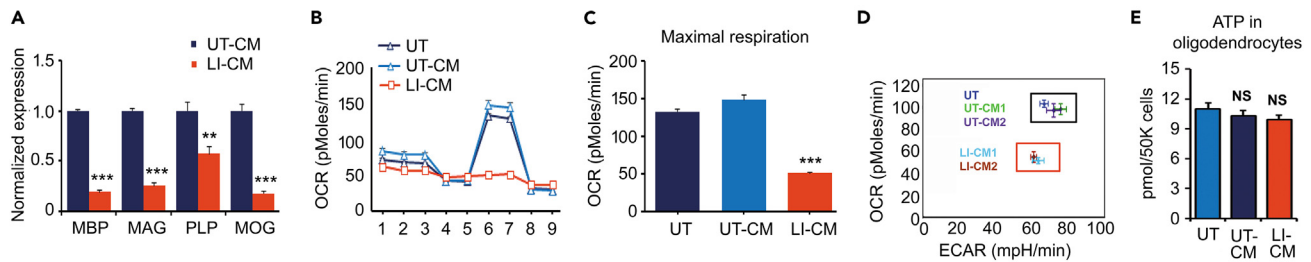 A
UT-CM
LI-CM
Normalized expression
1.5
1.0
0.5
0
***
***
**
***
MBP MAG PLP MOG
B
UT
UT-CM
LI-CM
OCR (pMoles/min)
200
150
100
50
0
1 2 3 4 5 6 7 8 9
C
Maximal respiration
OCR (pMoles/min)
200
150
100
50
0
***
UT UT-CM LI-CM
D
OCR (pMoles/min)
120
100
80
60
40
20
0
UT
UT-CM1
UT-CM2
LI-CM1
LI-CM2
0 20 40 60 80 100
ECAR (mpH/min)
E
ATP in
oligodendrocytes
pmol/50K cells
15
12
9
6
3
0
NS NS
UT UT-
CM LI-
CM